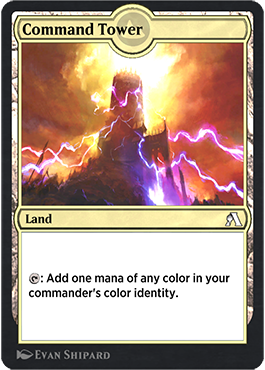 Command Tower
Land
: Add one mana of any color in your
commander's color identity.
Evan Shipard